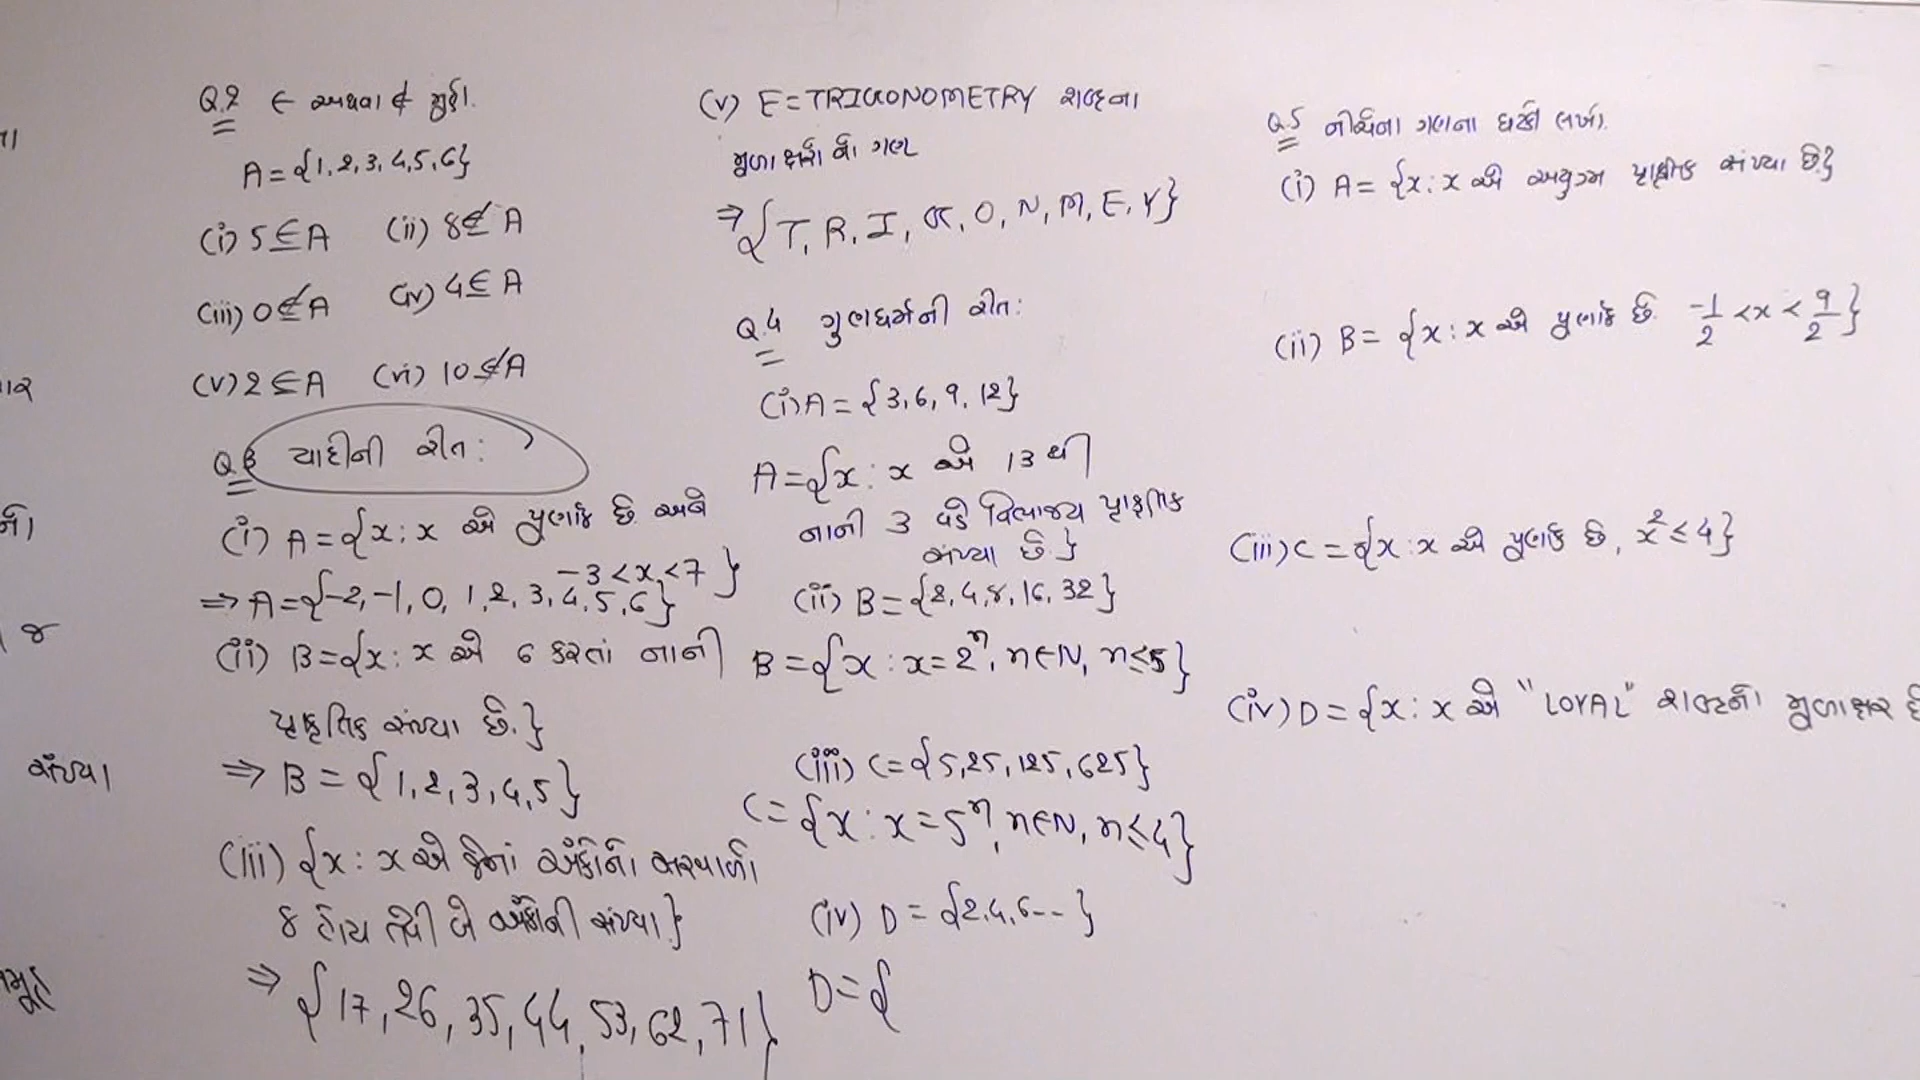 Q.2 ∈ અથવા ∉ મુકો.
A = {1, 2, 3, 4, 5, 6}
(i) 5 ∈ A (ii) 8 ∉ A
(iii) 0 ∉ A (iv) 4 ∈ A
(v) 2 ∈ A (vi) 10 ∉ A
Q.3 યાદીની રીત :
(i) A = {x : x એ પુર્ણાંક છે અને
-3 < x < 7 }
⇒ A = {-2, -1, 0, 1, 2, 3, 4, 5, 6}
(ii) B = {x : x એ 6 કરતાં નાની
પ્રાકૃતિક સંખ્યા છે.}
⇒ B = {1, 2, 3, 4, 5}
(iii) {x : x એ જેનાં અંકોનો સરવાળો
8 હોય તેવી બે અંકોની સંખ્યા}
⇒ {17, 26, 35, 44, 53, 62, 71}
(v) E = TRIGONOMETRY શબ્દના
મુળાક્ષરો નો ગણ
⇒ {T, R, I, G, O, N, M, E, Y}
Q.4 ગુણધર્મની રીત :
(i) A = {3, 6, 9, 12}
A = {x : x એ 13 થી
નાની 3 વડે વિભાજ્ય પ્રાકૃતિક
સંખ્યા છે.}
(ii) B = {2, 4, 8, 16, 32}
B = {x : x = 2ⁿ, n∈N, n≤5}
(iii) C = {5, 25, 125, 625}
C = {x : x = 5ⁿ, n∈N, n≤4}
(iv) D = {2, 4, 6-- }
D = {
Q.5 નીચેના ગણના ઘટકો લખો.
(i) A = {x : x એ અયુગ્મ પ્રાકૃતિક સંખ્યા છે}
(ii) B = {x : x એ પુર્ણાંક છે. -1/2 < x < 9/2}
(iii) C = {x : x એ પુર્ણાંક છે, x² ≤ 4}
(iv) D = {x : x એ "LOYAL" શબ્દનો મુળાક્ષર છે
સંખ્યા